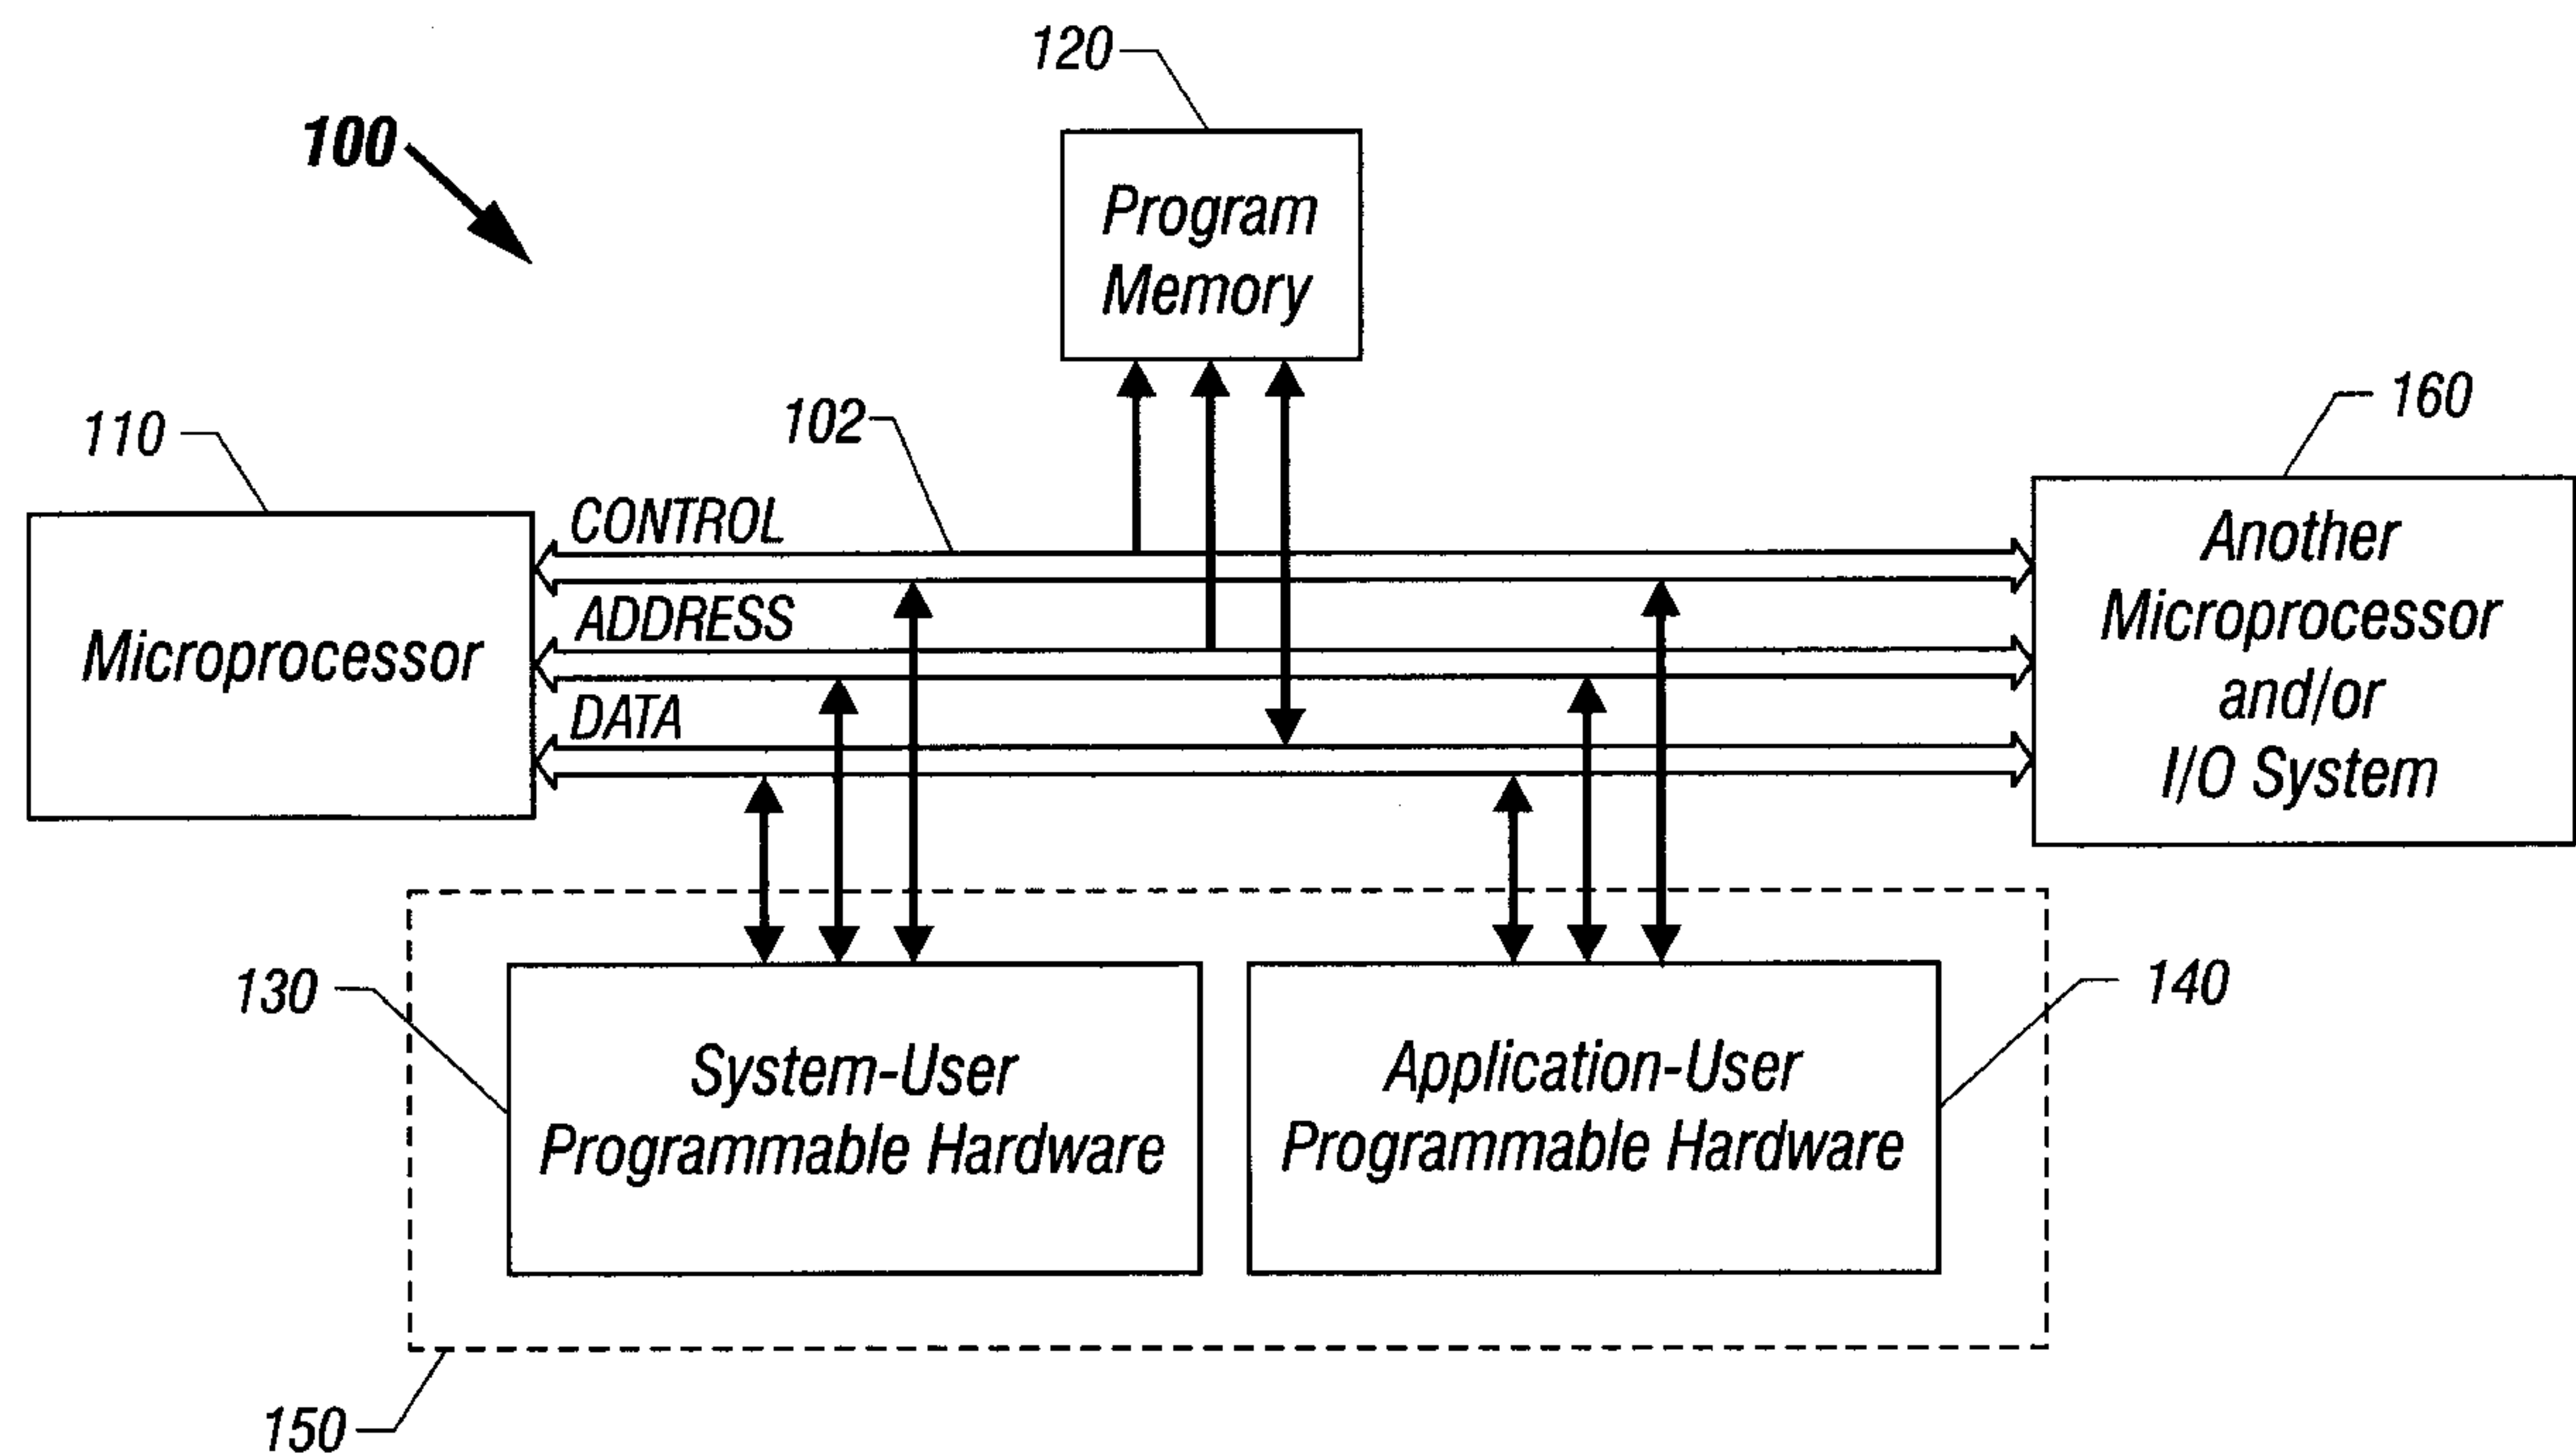 120
100
Program
Memory
110
102
160
CONTROL
ADDRESS
DATA
Microprocessor
Another
Microprocessor
and/or
I/O System
130
System-User
Programmable Hardware
Application-User
Programmable Hardware
140
150